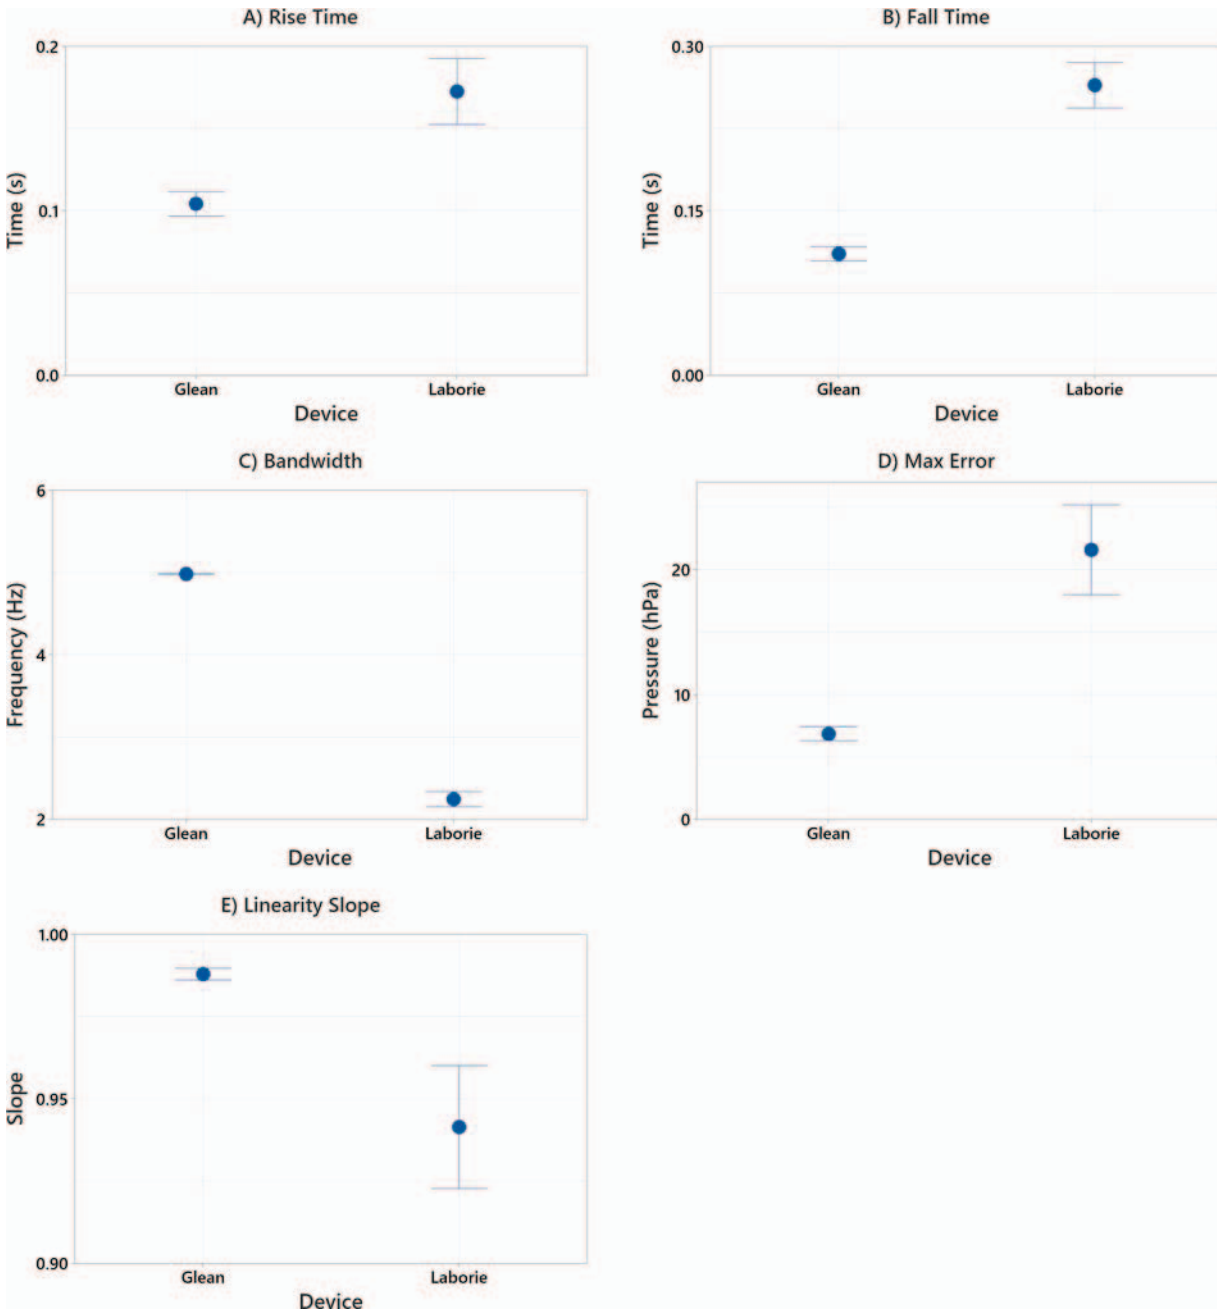 A) Rise Time
B) Fall Time
0.2
0.1
0.0
Time (s)
Glean
Laborie
Device
0.30
0.15
0.00
Time (s)
Glean
Laborie
Device
C) Bandwidth
D) Max Error
6
4
2
Frequency (Hz)
Glean
Laborie
Device
20
10
0
Pressure (hPa)
Glean
Laborie
Device
E) Linearity Slope
1.00
0.95
0.90
Slope
Glean
Laborie
Device